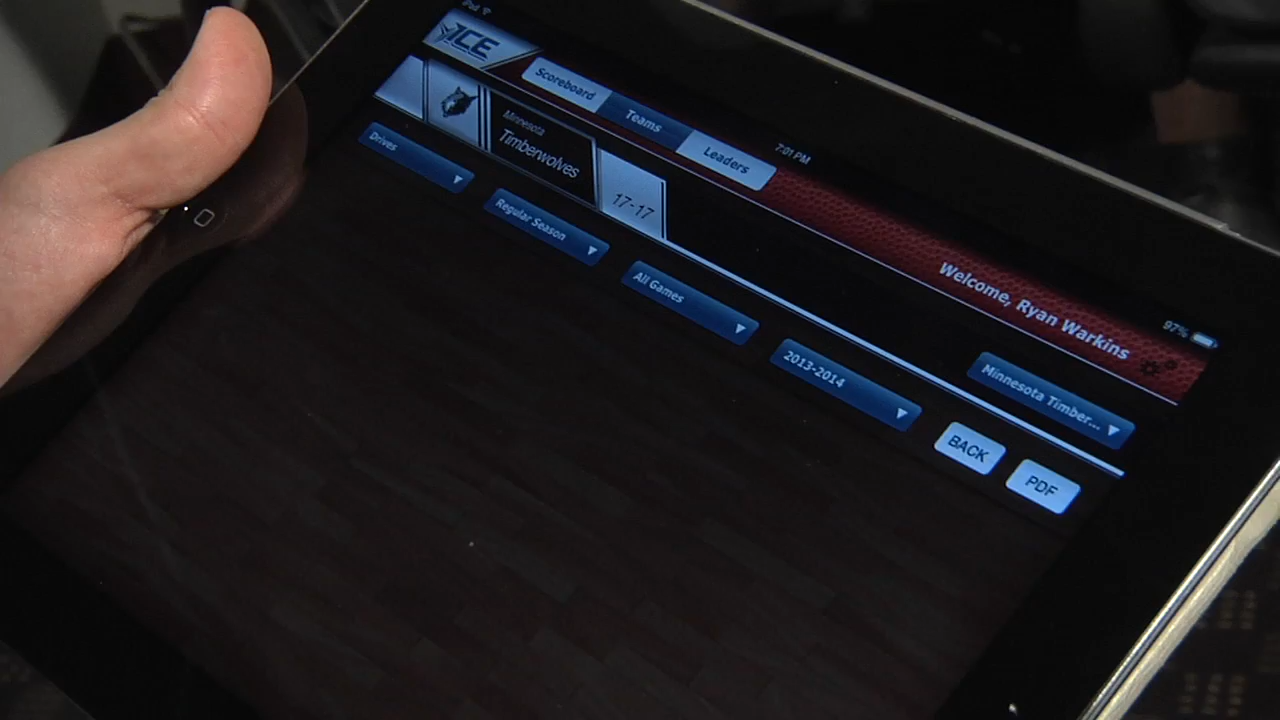 iPad
7:01 PM
97%
ICE
Scoreboard
Teams
Leaders
Welcome, Ryan Warkins
Minnesota
Timberwolves
17-17
Minnesota Timber...
Drives
Regular Season
All Games
2013-2014
BACK
PDF